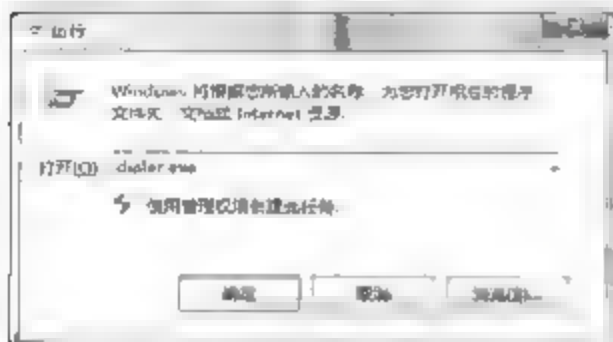 运行
Windows 将根据您所输入的名称，为您打开相应的程序
文件夹、文档或 Internet 资源.
打开(O) dialer.exe
使用管理权限创建此任务.
确定 取消 浏览(B)...